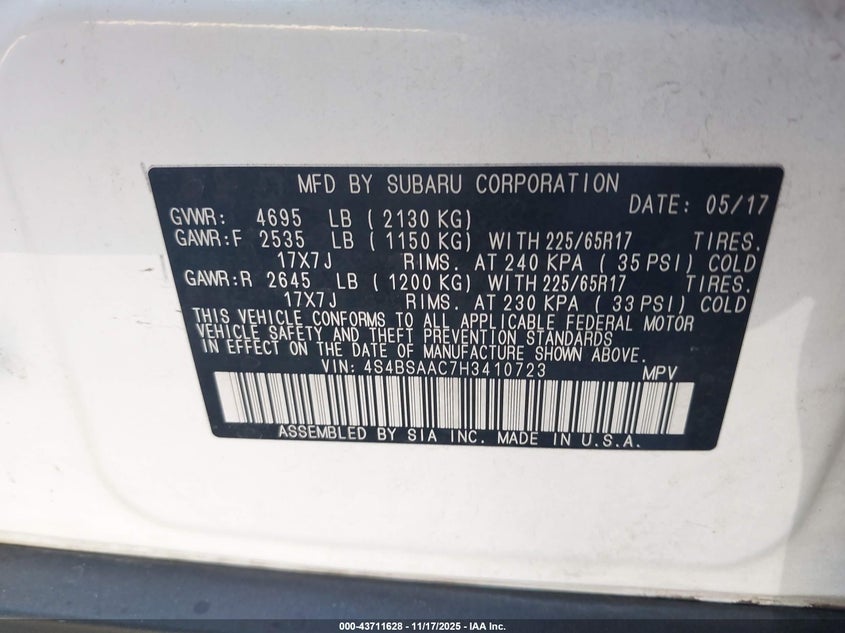 MFD BY SUBARU CORPORATION
DATE: 05/17
GVWR: 4695 LB ( 2130 KG)
GAWR:F 2535 LB ( 1150 KG) WITH 225/65R17 TIRES.
17X7J RIMS. AT 240 KPA ( 35 PSI) COLD
GAWR:R 2645 LB ( 1200 KG) WITH 225/65R17 TIRES.
17X7J RIMS. AT 230 KPA ( 33 PSI) COLD
THIS VEHICLE CONFORMS TO ALL APPLICABLE FEDERAL MOTOR
VEHICLE SAFETY AND THEFT PREVENTION STANDARDS
IN EFFECT ON THE DATE OF MANUFACTURE SHOWN ABOVE.
VIN: 4S4BSAAC7H3410723 MPV
ASSEMBLED BY SIA INC. MADE IN U.S.A.
000-43711628 - 11/17/2025 - IAA Inc.